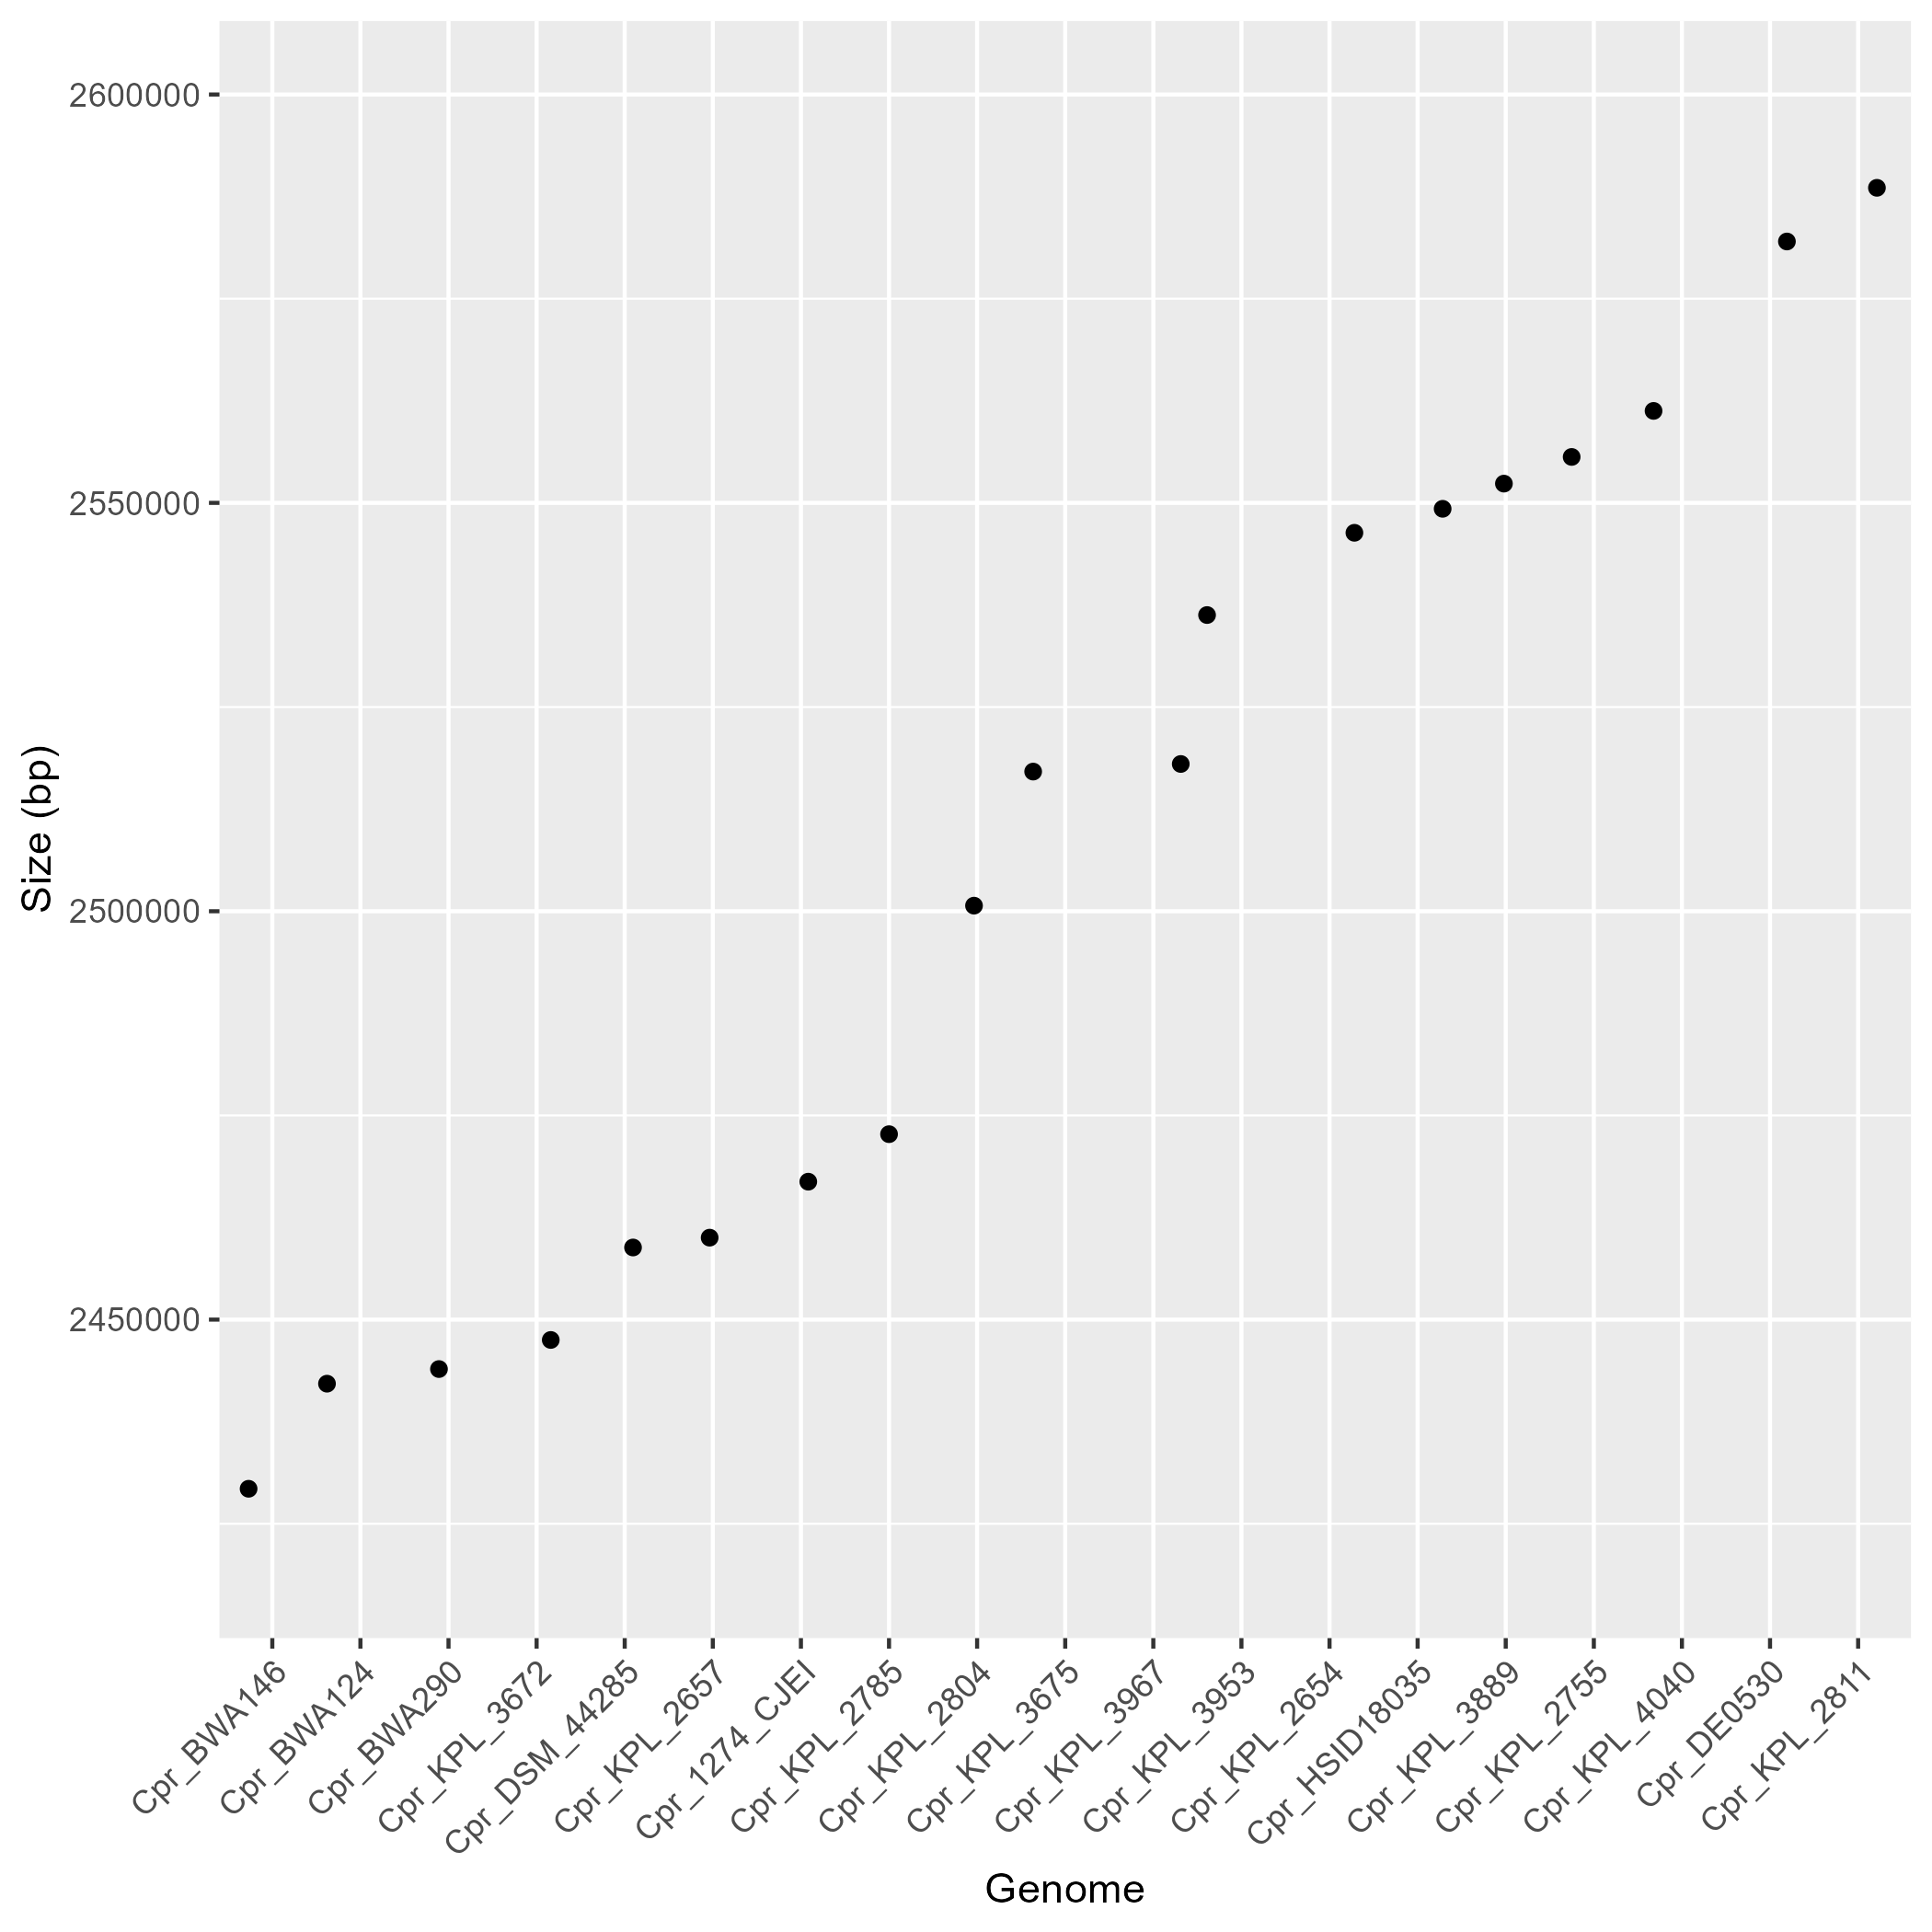 2600000
2550000
2500000
2450000
Size (bp)
Cpr_BWA146
Cpr_BWA124
Cpr_BWA290
Cpr_KPL_3672
Cpr_DSM_44285
Cpr_KPL_2657
Cpr_1274_CJEI
Cpr_KPL_2785
Cpr_KPL_2804
Cpr_KPL_3675
Cpr_KPL_3967
Cpr_KPL_3953
Cpr_KPL_2654
Cpr_HSID18035
Cpr_KPL_3889
Cpr_KPL_2755
Cpr_KPL_4040
Cpr_DE0530
Cpr_KPL_2811
Genome